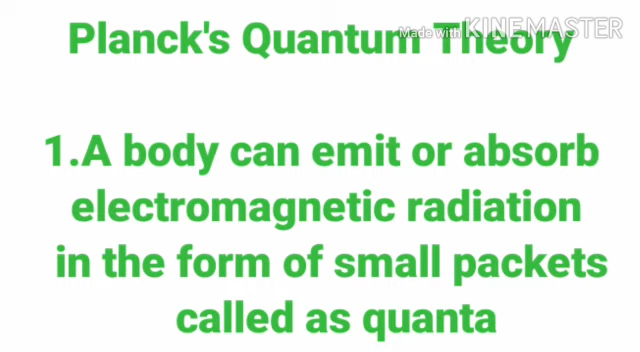 Planck's Quantum Theory
Made with KINEMASTER
1.A body can emit or absorb
electromagnetic radiation
in the form of small packets
called as quanta